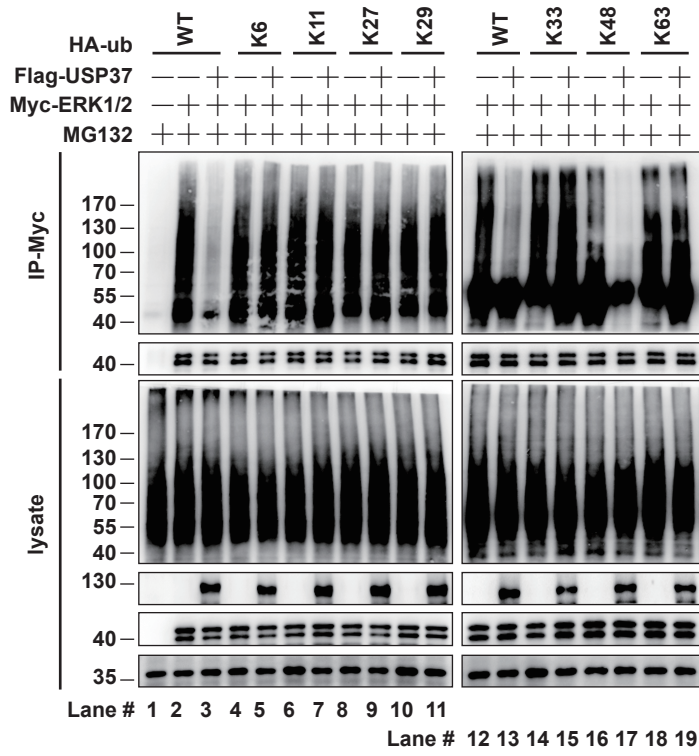 HA-ub WT K6 K11 K27 K29 WT K33 K48 K63
Flag-USP37 — — + — + — + — + — + — + — + — + — +
Myc-ERK1/2 — + + + + + + + + + + + + + + + + + +
MG132 + + + + + + + + + + + + + + + + + + +
IP-Myc
170
130
100
70
55
40
40
lysate
170
130
100
70
55
40
130
40
35
Lane # 1 2 3 4 5 6 7 8 9 10 11
Lane # 12 13 14 15 16 17 18 19